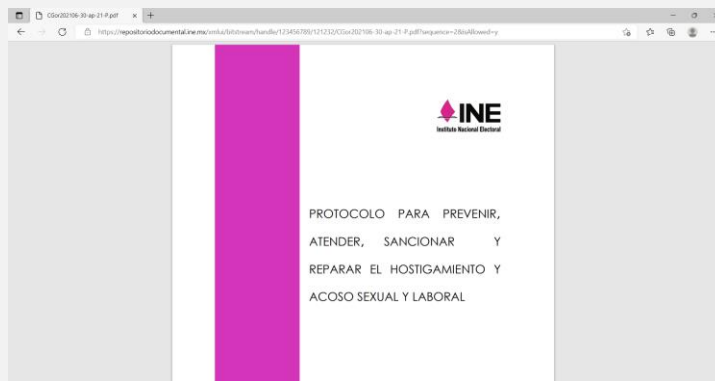 CGor202106-30-ap-21-P.pdf
https://repositoriodocumental.ine.mx/xmlui/bitstream/handle/123456789/121232/CGor202106-30-ap-21-P.pdf?sequence=28&isAllowed=y
INE
Instituto Nacional Electoral
PROTOCOLO PARA PREVENIR,
ATENDER, SANCIONAR Y
REPARAR EL HOSTIGAMIENTO Y
ACOSO SEXUAL Y LABORAL